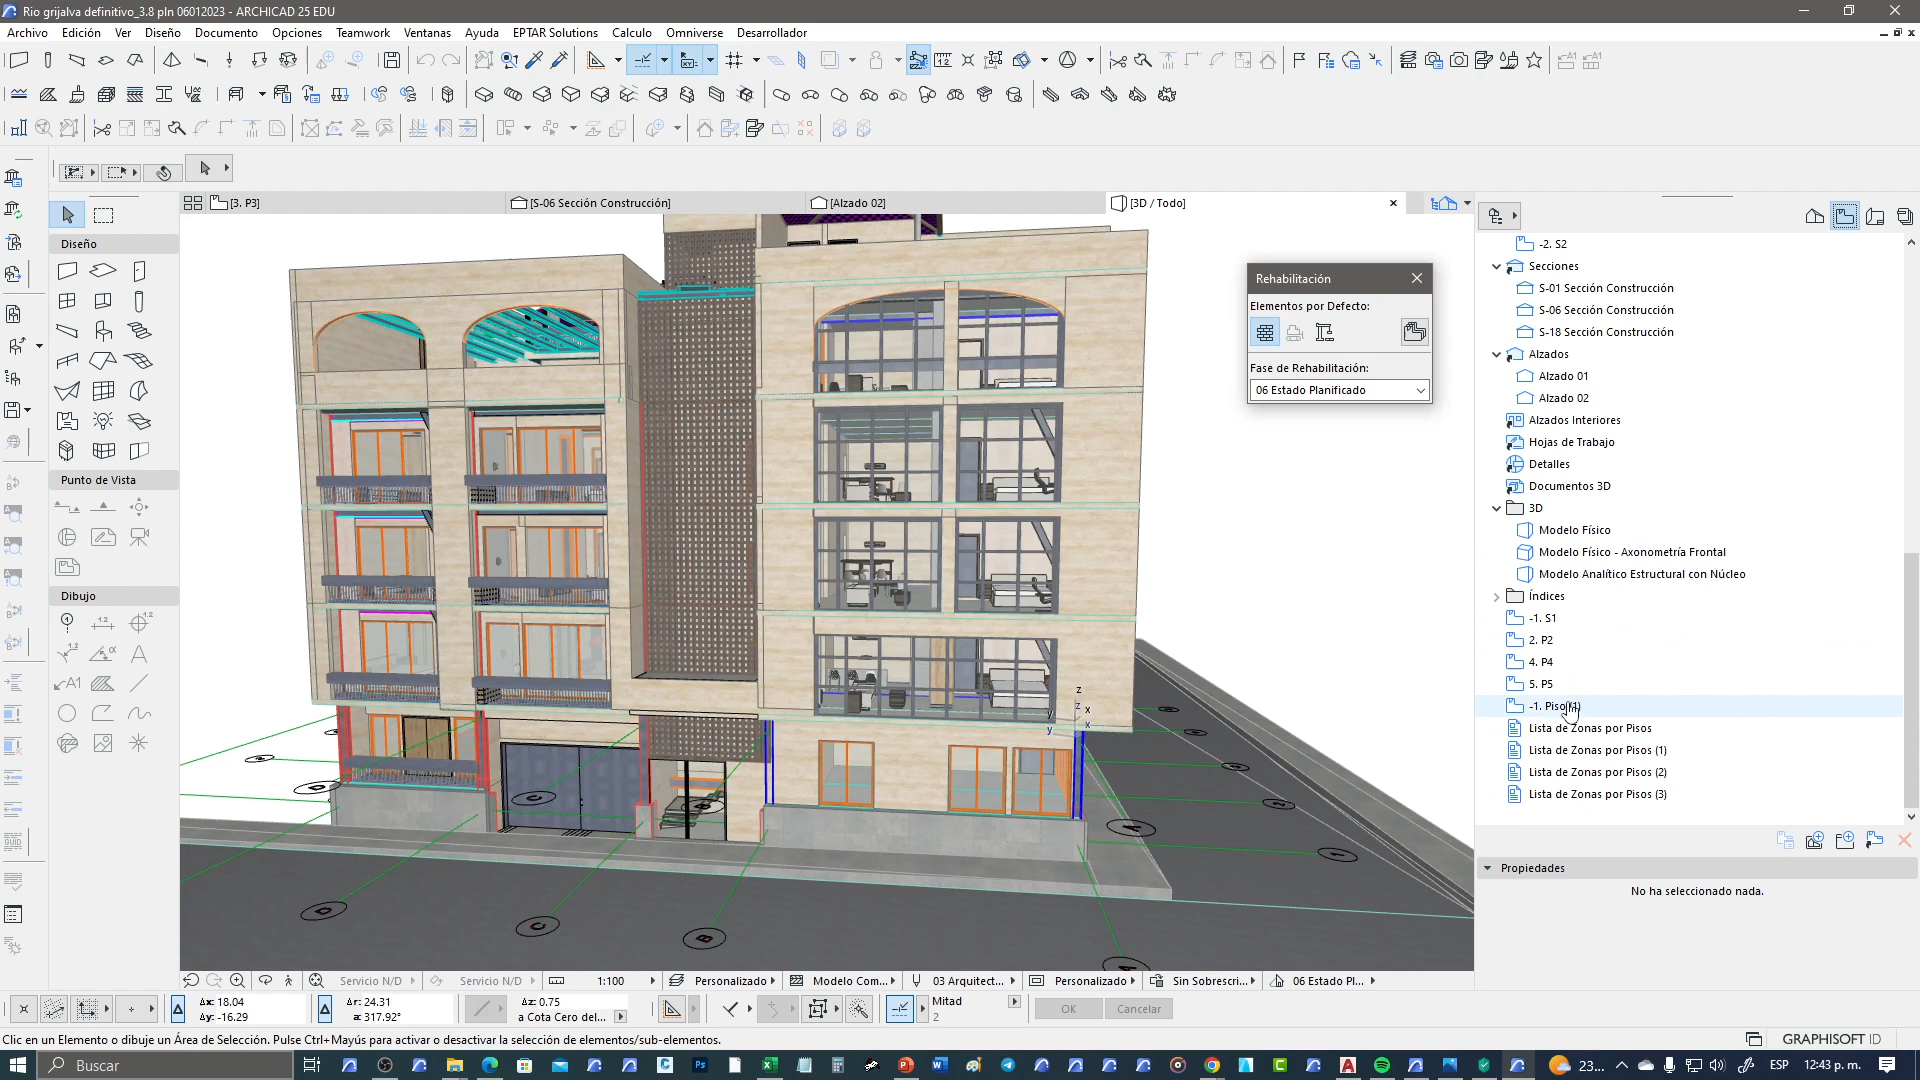 Rio grijalva definitivo_3.8 pln 06012023 - ARCHICAD 25 EDU
Archivo Edición Ver Diseño Documento Opciones Teamwork Ventanas Ayuda EPTAR Solutions Calculo Omniverse Desarrollador
[3. P3]
[S-06 Sección Construcción]
[Alzado 02]
[3D / Todo]
Diseño
Punto de Vista
Dibujo
Rehabilitación
Elementos por Defecto:
Fase de Rehabilitación:
06 Estado Planificado
-2. S2
Secciones
S-01 Sección Construcción
S-06 Sección Construcción
S-18 Sección Construcción
Alzados
Alzado 01
Alzado 02
Alzados Interiores
Hojas de Trabajo
Detalles
Documentos 3D
3D
Modelo Físico
Modelo Físico - Axonometría Frontal
Modelo Analítico Estructural con Núcleo
Índices
-1. S1
2. P2
4. P4
5. P5
-1. Piso (1)
Lista de Zonas por Pisos
Lista de Zonas por Pisos (1)
Lista de Zonas por Pisos (2)
Lista de Zonas por Pisos (3)
Propiedades
No ha seleccionado nada.
z
z x
y x
y
D
C
B
A
D
C
B
A
1
2
Servicio N/D Servicio N/D 1:100 Personalizado Modelo Com... 03 Arquitect... Personalizado Sin Sobrescri... 06 Estado Pl...
Δx: 18.04
Δy: -16.29
Δr: 24.31
a: 317.92°
Δz: 0.75
a Cota Cero del...
Mitad
2
OK
Cancelar
Clic en un Elemento o dibuje un Área de Selección. Pulse Ctrl+Mayús para activar o desactivar la selección de elementos/sub-elementos.
GRAPHISOFT ID
Buscar
23...
ESP
12:43 p. m.